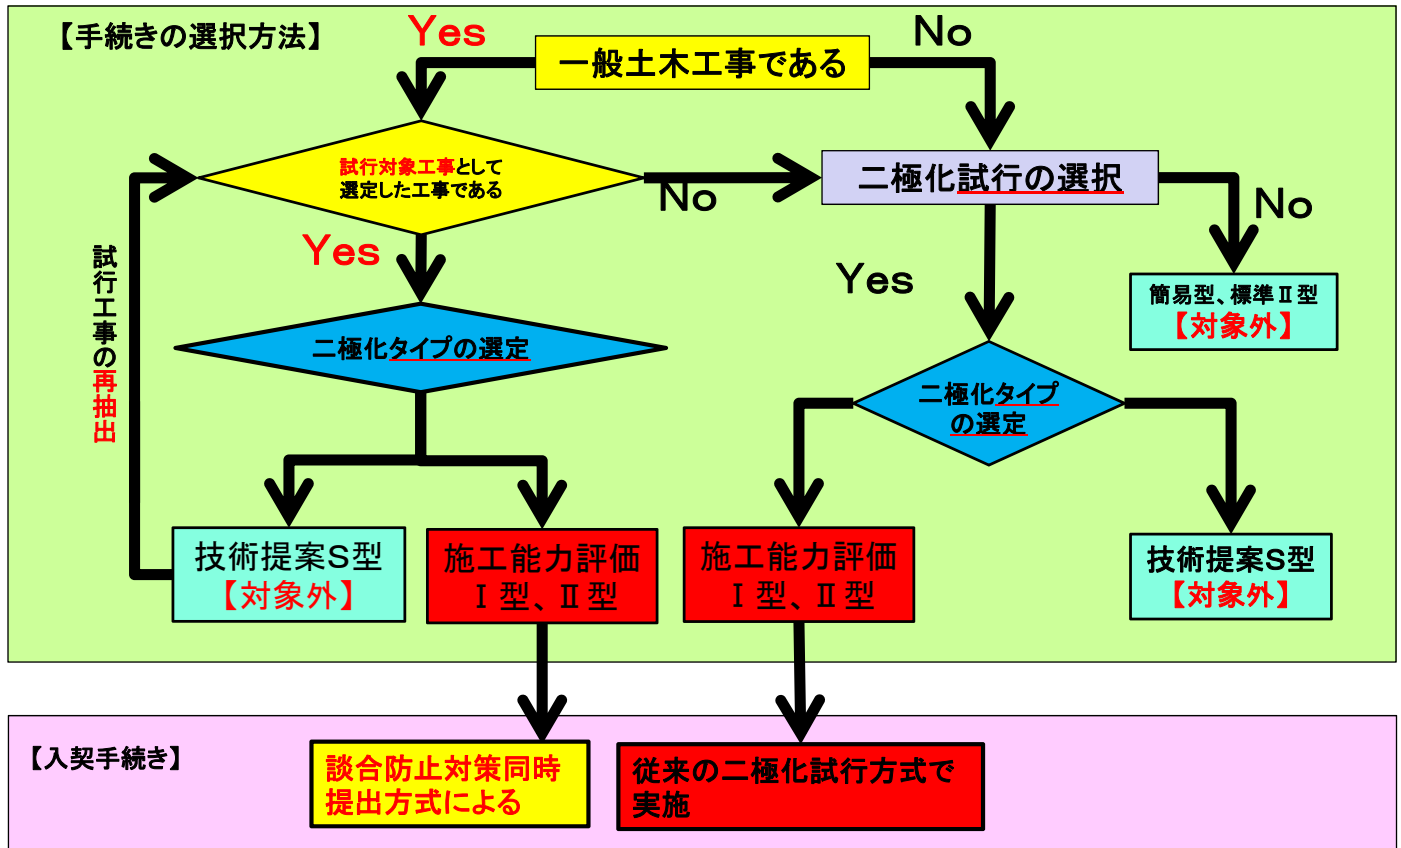 【手続きの選択方法】
Yes
No
一般土木工事である
試行対象工事として
選定した工事である
No
二極化試行の選択
No
Yes
Yes
簡易型、標準Ⅱ型
【対象外】
試行工事の再抽出
二極化タイプの選定
二極化タイプ
の選定
技術提案S型
【対象外】
施工能力評価
Ⅰ型、Ⅱ型
施工能力評価
Ⅰ型、Ⅱ型
技術提案S型
【対象外】
【入契手続き】
談合防止対策同時
提出方式による
従来の二極化試行方式で
実施